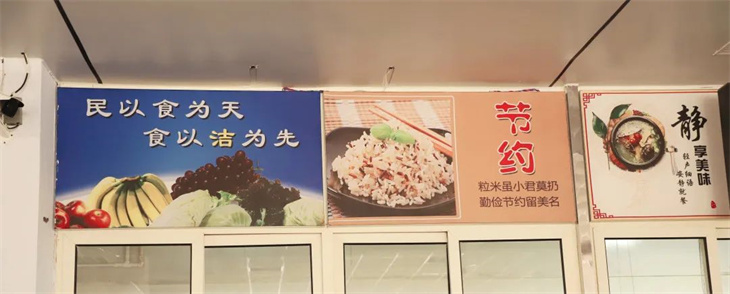 民以食为天
食以洁为先
节约
粒米虽小君莫扔
勤俭节约留美名
静享美味
轻声细语
安静就餐